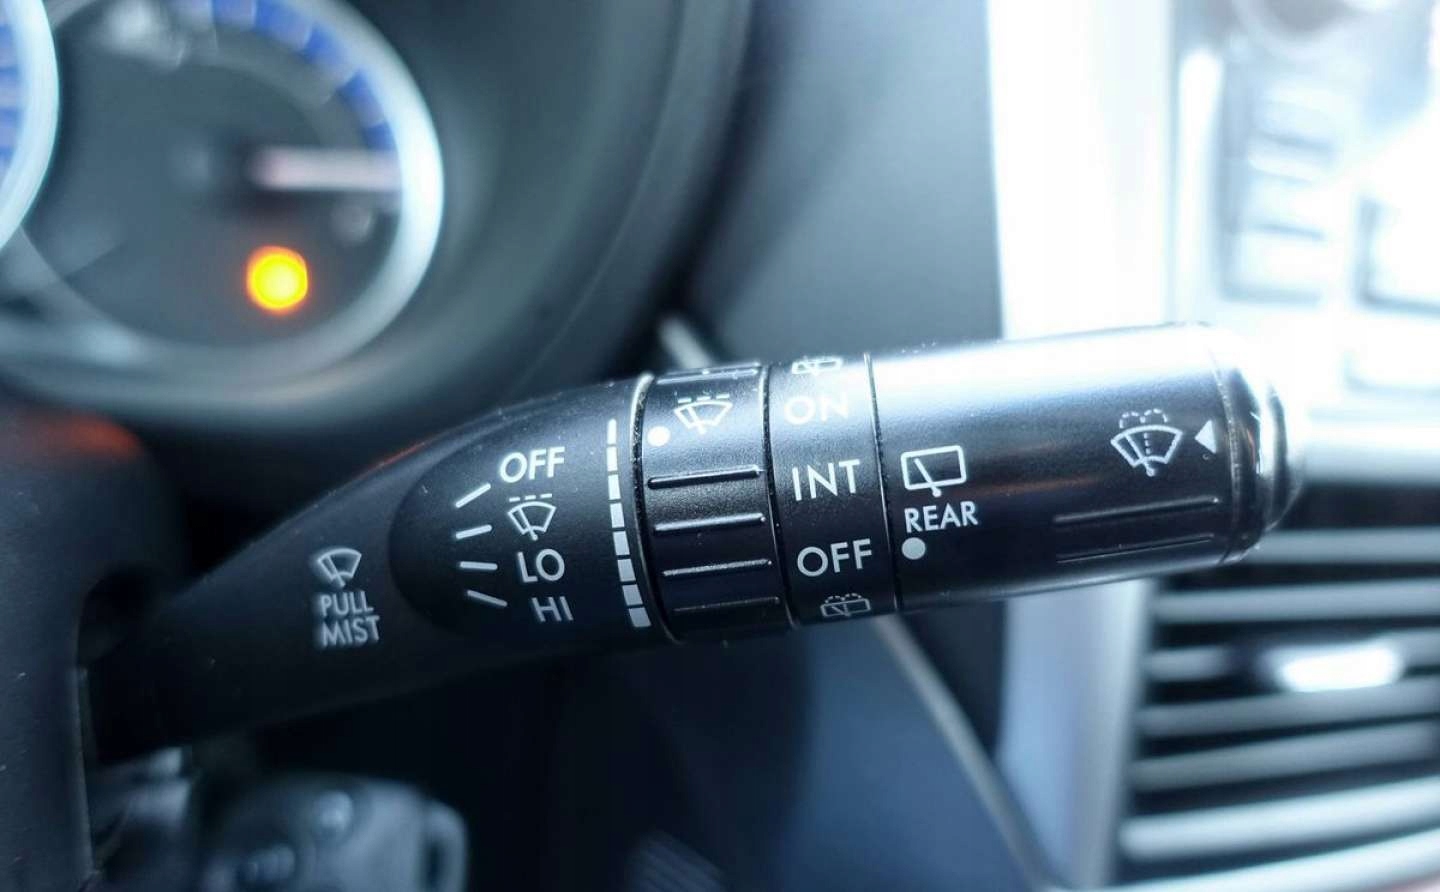 PULL
MIST
OFF
LO
HI
ON
INT
OFF
REAR